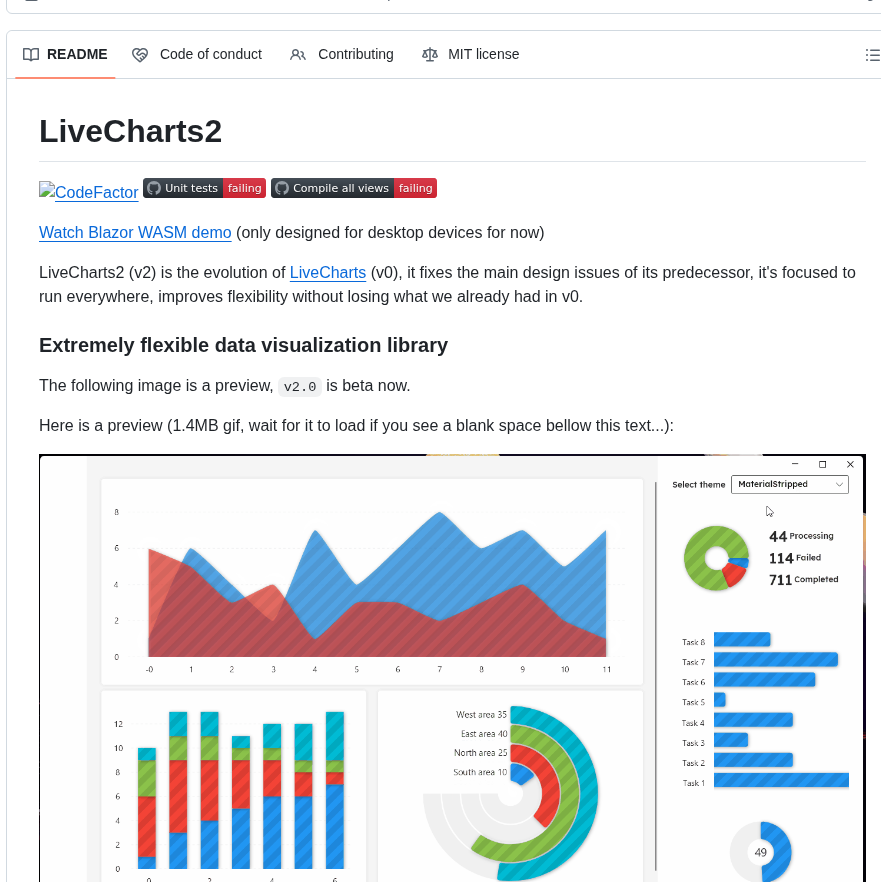 README Code of conduct Contributing MIT license
LiveCharts2
CodeFactor Unit tests failing Compile all views failing
Watch Blazor WASM demo (only designed for desktop devices for now)
LiveCharts2 (v2) is the evolution of LiveCharts (v0), it fixes the main design issues of its predecessor, it's focused to
run everywhere, improves flexibility without losing what we already had in v0.
Extremely flexible data visualization library
The following image is a preview, v2.0 is beta now.
Here is a preview (1.4MB gif, wait for it to load if you see a blank space bellow this text...):
Select theme MaterialStripped
8
6
4
2
0
-0 1 2 3 4 5 6 7 8 9 10 11
44 Processing
114 Failed
711 Completed
Task 8
Task 7
Task 6
Task 5
Task 4
Task 3
Task 2
Task 1
12
10
8
6
4
2
0
0 2 4 6
West area 35
East area 40
North area 25
South area 10
49